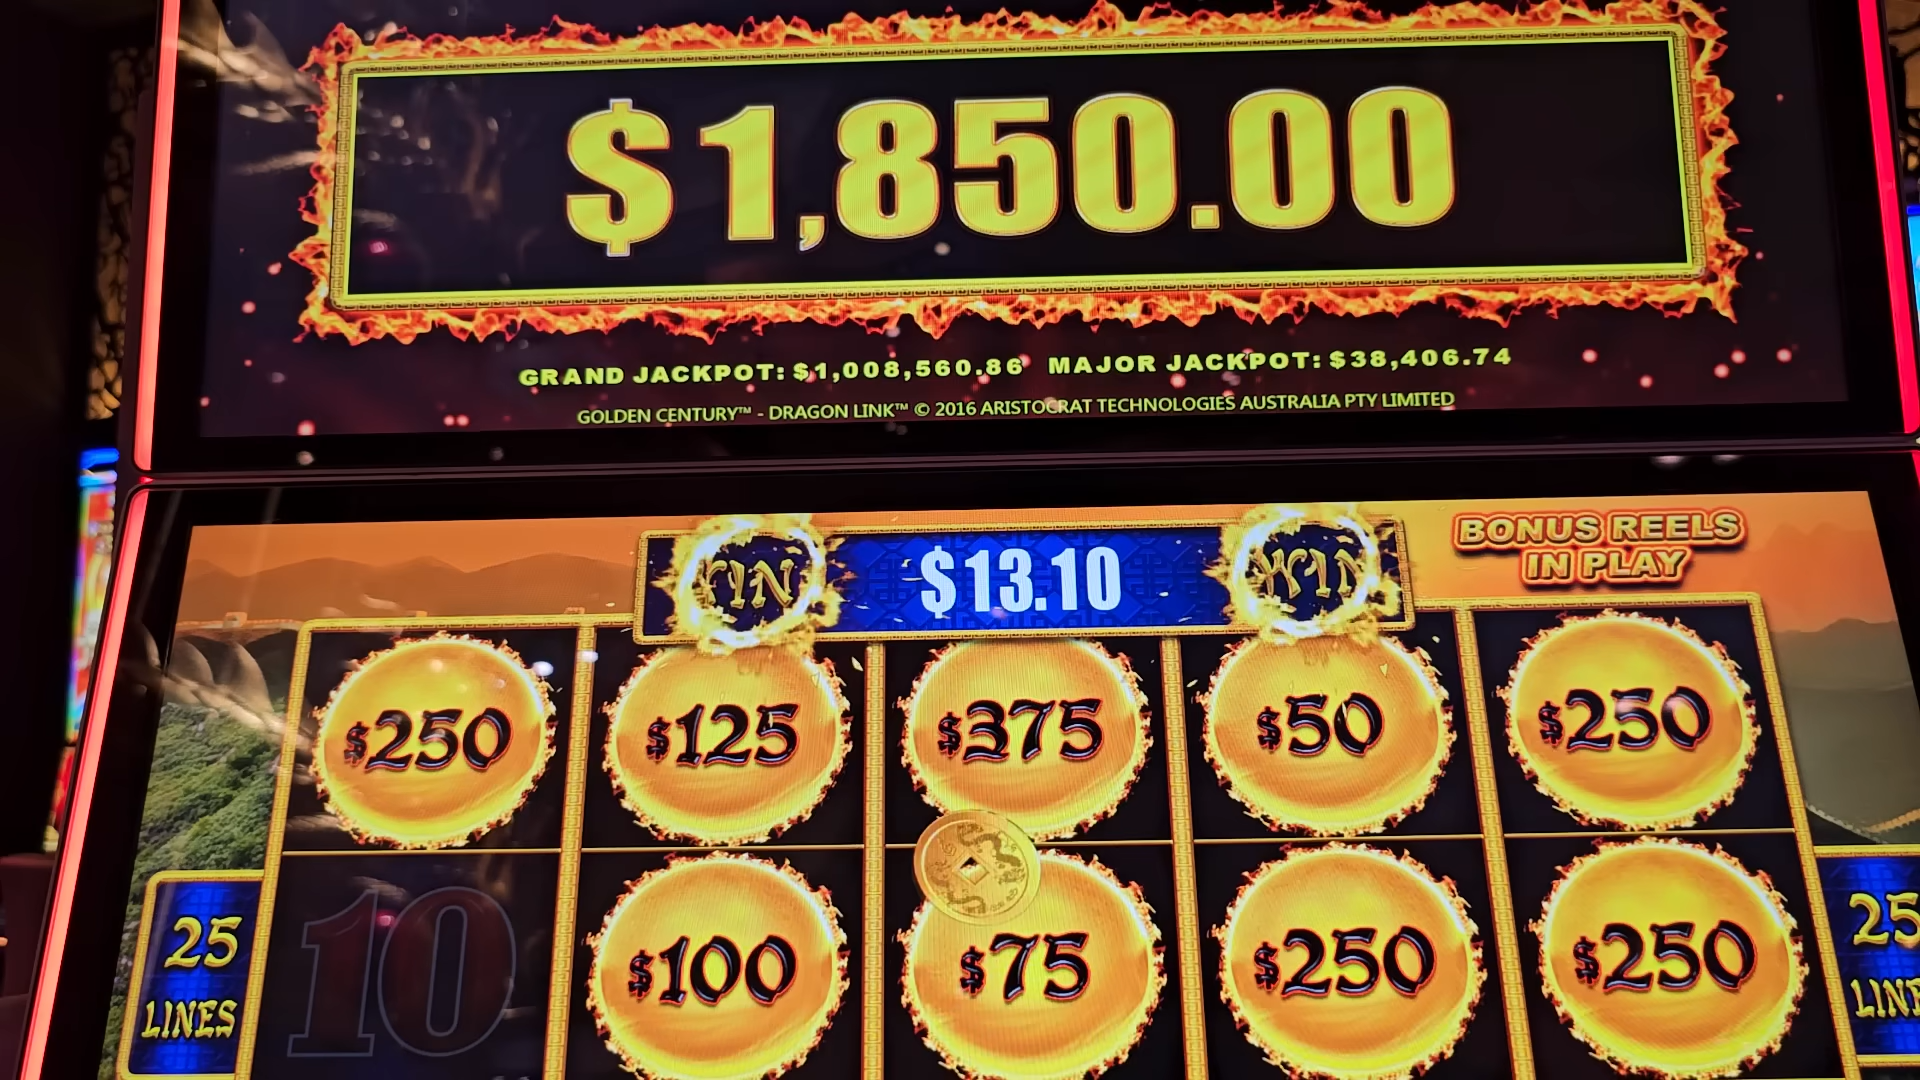 $1,850.00
GRAND JACKPOT: $1,008,560.86 MAJOR JACKPOT: $38,406.74
GOLDEN CENTURY™ - DRAGON LINK™ © 2016 ARISTOCRAT TECHNOLOGIES AUSTRALIA PTY LIMITED
WIN $13.10 WIN
BONUS REELS
IN PLAY
$250 $125 $375 $50 $250
10 $100 $75 $250 $250
25
LINES
25